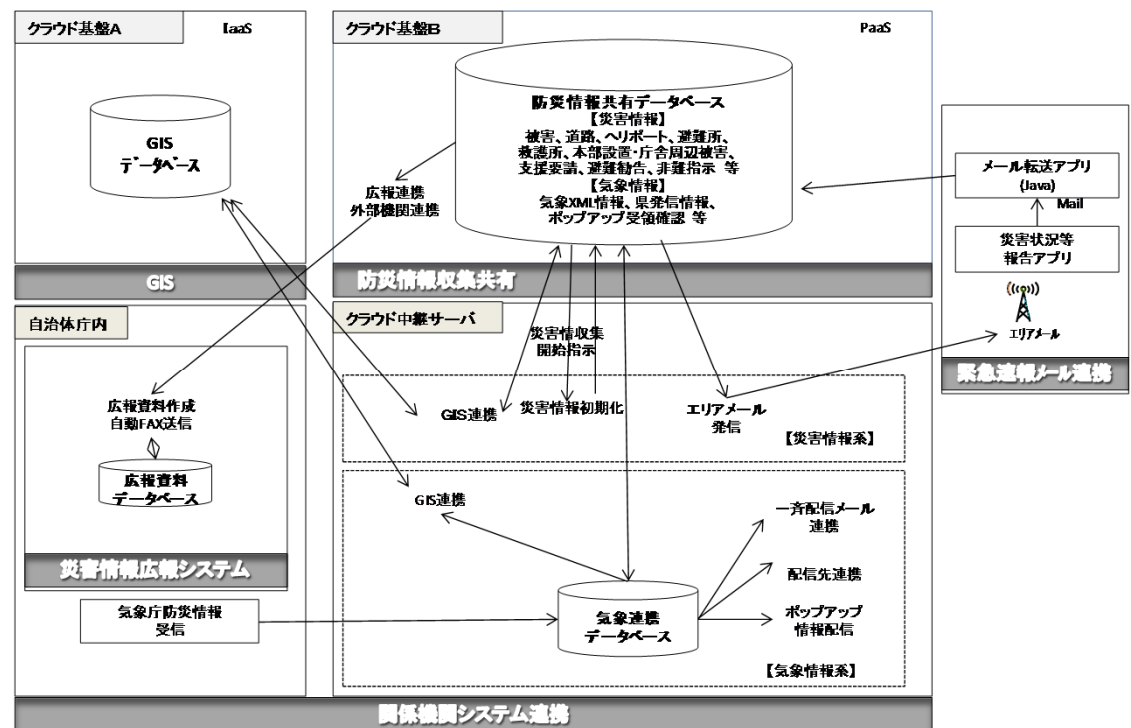 クラウド基盤A
IaaS
GIS
データベース
GIS
クラウド基盤B
PaaS
防災情報共有データベース
【災害情報】
被害、道路、ヘリポート、避難所、
救護所、本部設置・庁舎周辺被害、
支援要請、避難勧告、非難指示 等
【気象情報】
気象XML情報、県発信情報、
ポップアップ受領確認 等
広報連携
外部機関連携
防災情報収集共有
メール転送アプリ
(Java)
Mail
災害状況等
報告アプリ
エリアメール
緊急速報メール連携
自治体庁内
広報資料作成
自動FAX送信
広報資料
データベース
災害情報広報システム
気象庁防災情報
受信
クラウド中継サーバ
災害情収集
開始指示
GIS連携
災害情報初期化
エリアメール
発信
【災害情報系】
GIS連携
一斉配信メール
連携
配信先連携
気象連携
データベース
ポップアップ
情報配信
【気象情報系】
関係機関システム連携